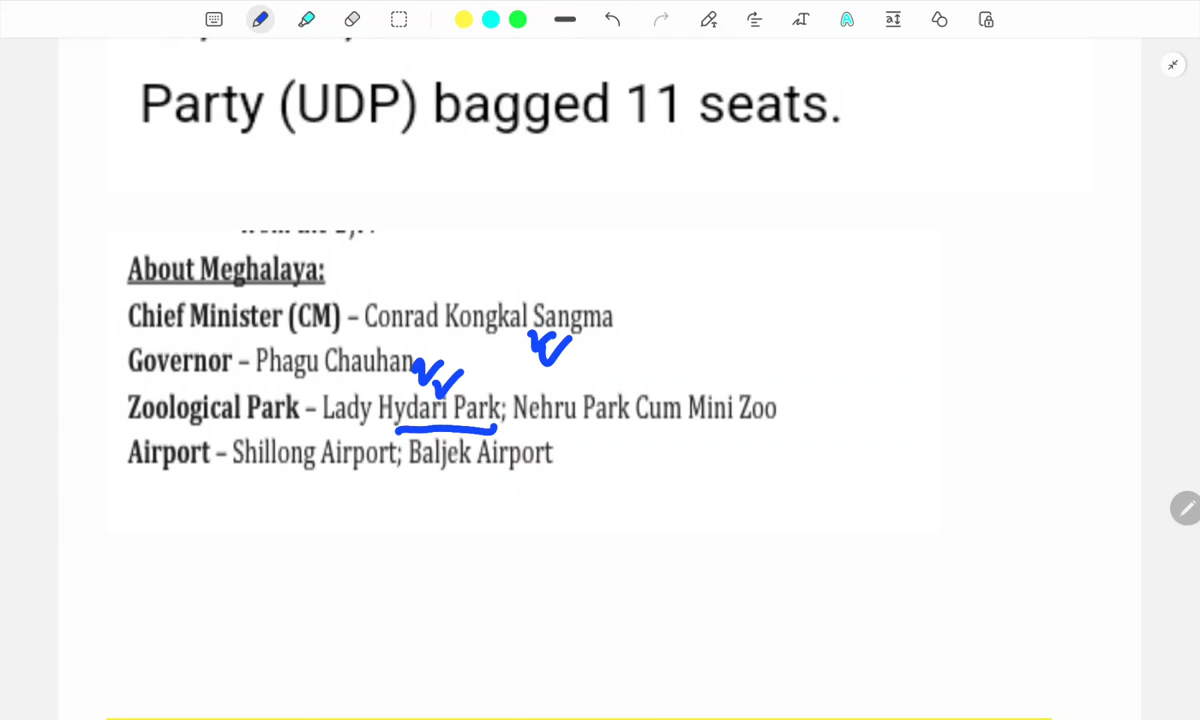 Party (UDP) bagged 11 seats.
About Meghalaya:
Chief Minister (CM) – Conrad Kongkal Sangma
Governor – Phagu Chauhan
Zoological Park – Lady Hydari Park; Nehru Park Cum Mini Zoo
Airport – Shillong Airport; Baljek Airport